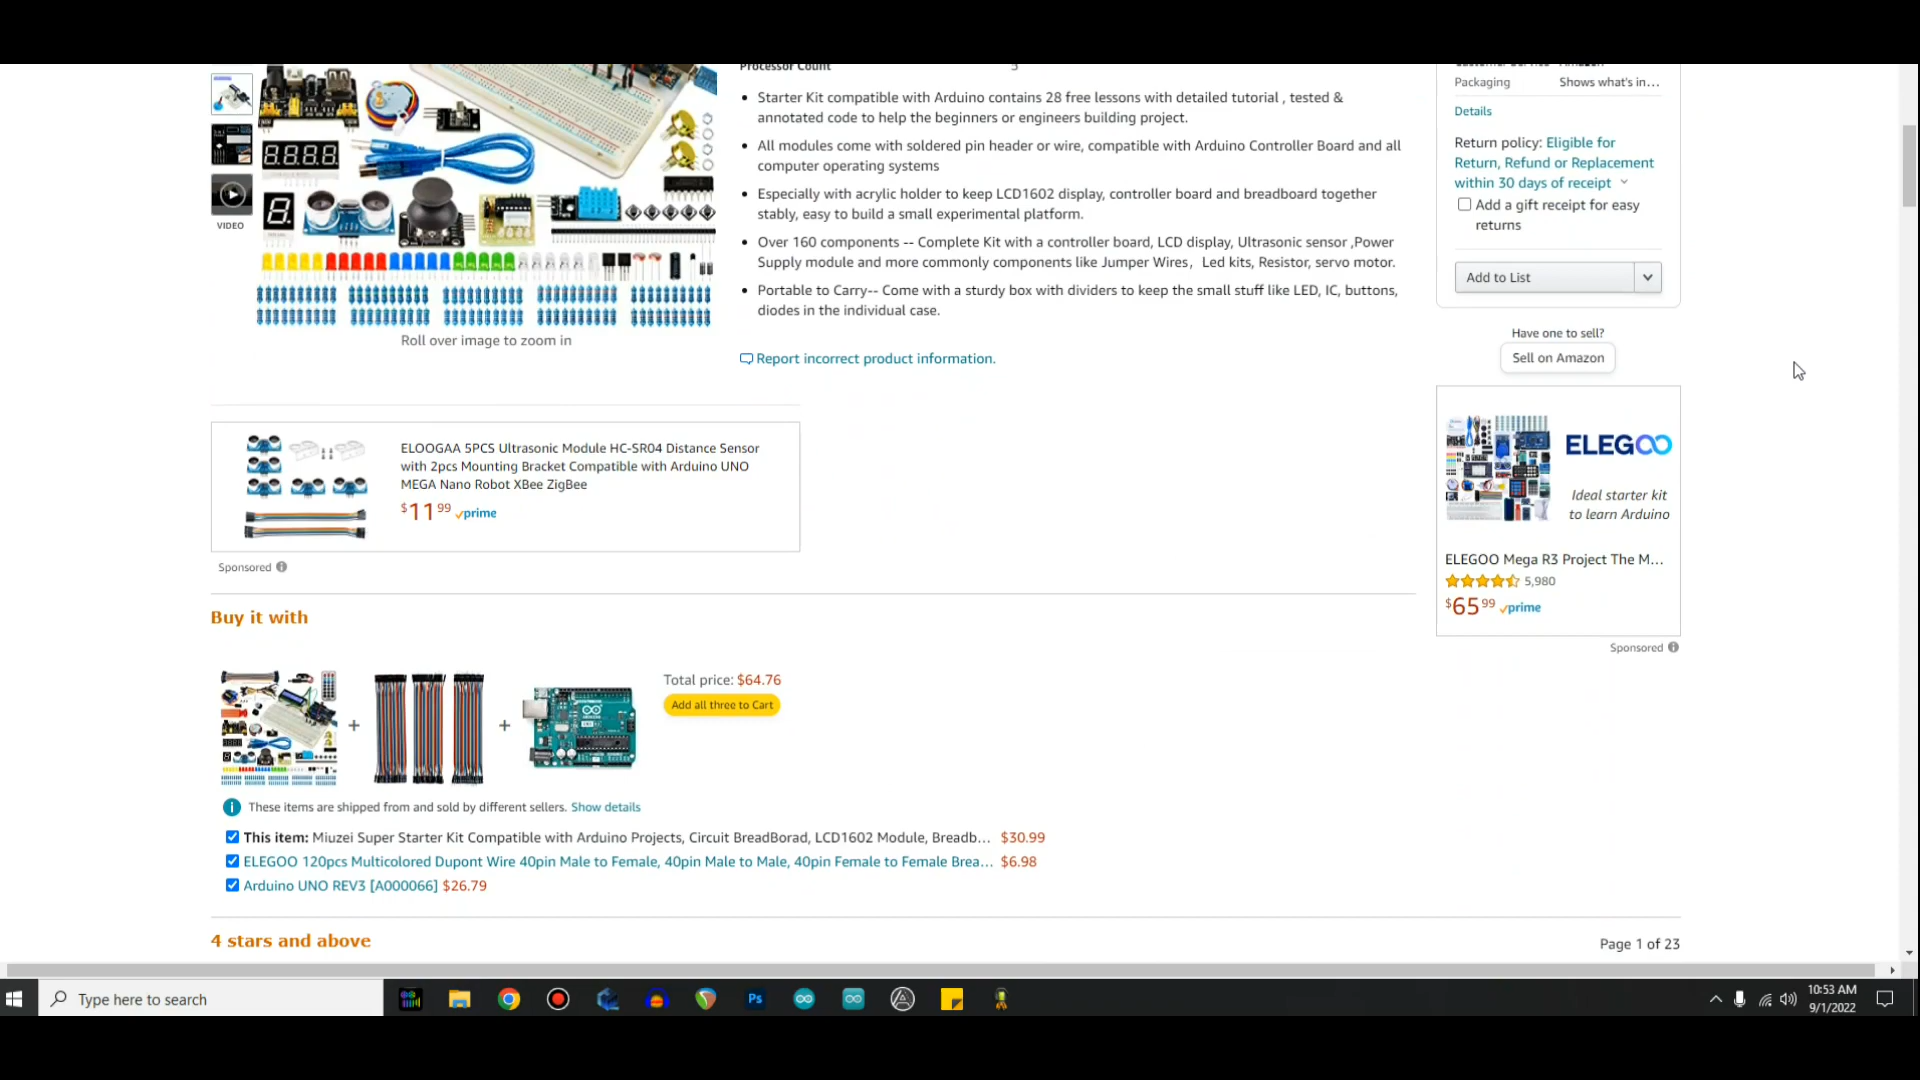 Processor Count 5
VIDEO
Roll over image to zoom in
• Starter Kit compatible with Arduino contains 28 free lessons with detailed tutorial , tested &
annotated code to help the beginners or engineers building project.
• All modules come with soldered pin header or wire, compatible with Arduino Controller Board and all
computer operating systems
• Especially with acrylic holder to keep LCD1602 display, controller board and breadboard together
stably, easy to build a small experimental platform.
• Over 160 components -- Complete Kit with a controller board, LCD display, Ultrasonic sensor ,Power
Supply module and more commonly components like Jumper Wires，Led kits, Resistor, servo motor.
• Portable to Carry-- Come with a sturdy box with dividers to keep the small stuff like LED, IC, buttons,
diodes in the individual case.
Report incorrect product information.
Customer Service Amazon
Packaging Shows what's in...
Details
Return policy: Eligible for
Return, Refund or Replacement
within 30 days of receipt
Add a gift receipt for easy
returns
Add to List
Have one to sell?
Sell on Amazon
ELEGOO
Ideal starter kit
to learn Arduino
ELEGOO Mega R3 Project The M...
5,980
$65 99 prime
Sponsored
ELOOGAA 5PCS Ultrasonic Module HC-SR04 Distance Sensor
with 2pcs Mounting Bracket Compatible with Arduino UNO
MEGA Nano Robot XBee ZigBee
$11 99 prime
Sponsored
Buy it with
+
+
Total price: $64.76
Add all three to Cart
These items are shipped from and sold by different sellers. Show details
This item: Miuzei Super Starter Kit Compatible with Arduino Projects, Circuit BreadBorad, LCD1602 Module, Breadb... $30.99
ELEGOO 120pcs Multicolored Dupont Wire 40pin Male to Female, 40pin Male to Male, 40pin Female to Female Brea... $6.98
Arduino UNO REV3 [A000066] $26.79
4 stars and above
Page 1 of 23
Type here to search
Ps
10:53 AM
9/1/2022